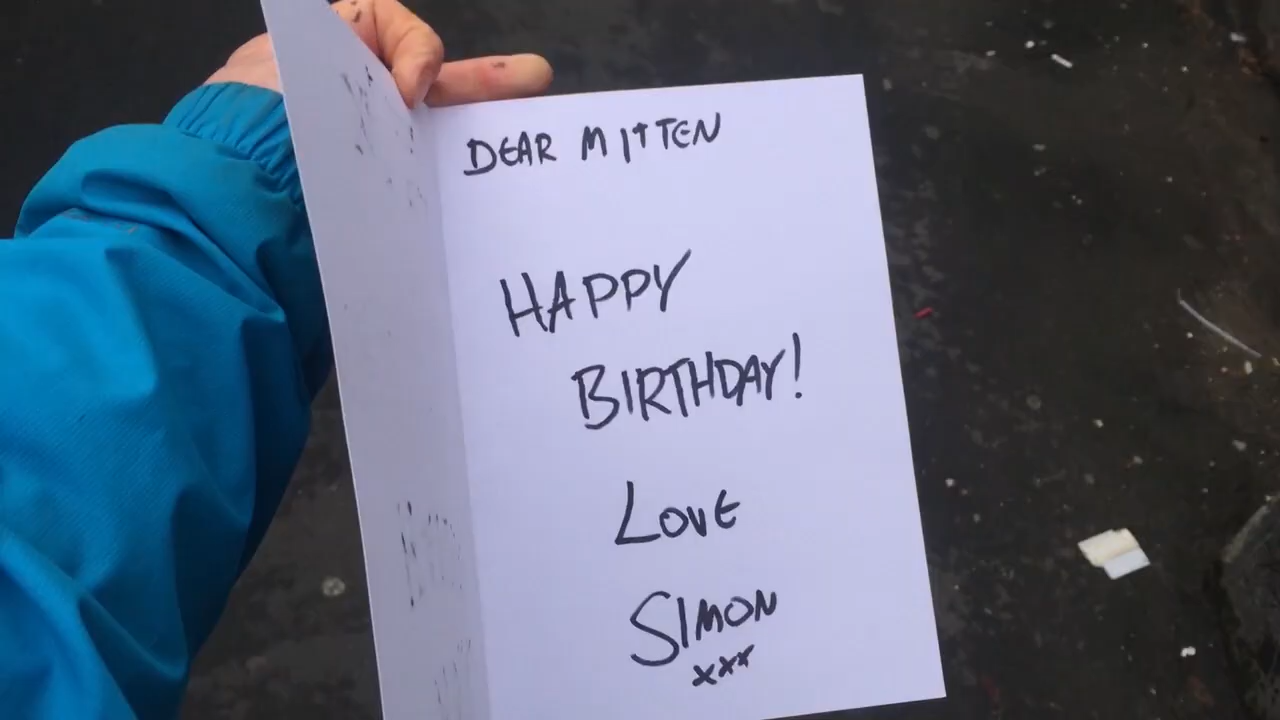 DEAR MITTEN
HAPPY
BIRTHDAY!
LOVE
SIMON
xxx